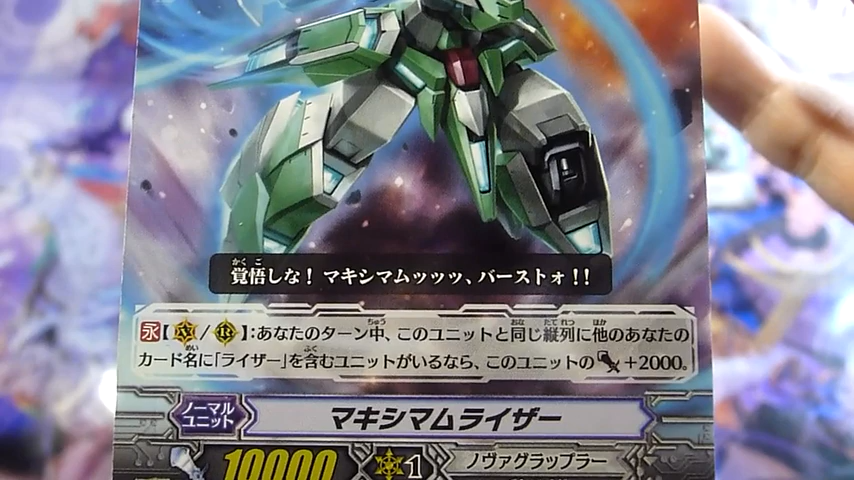 覚悟しな！ マキシマムッッッ、バーストォ！！
永【V/R】：あなたのターン中、このユニットと同じ縦列に他のあなたの
カード名に「ライザー」を含むユニットがいるなら、このユニットの+2000。
ノーマル
ユニット
マキシマムライザー
10000
1
ノヴァグラップラー